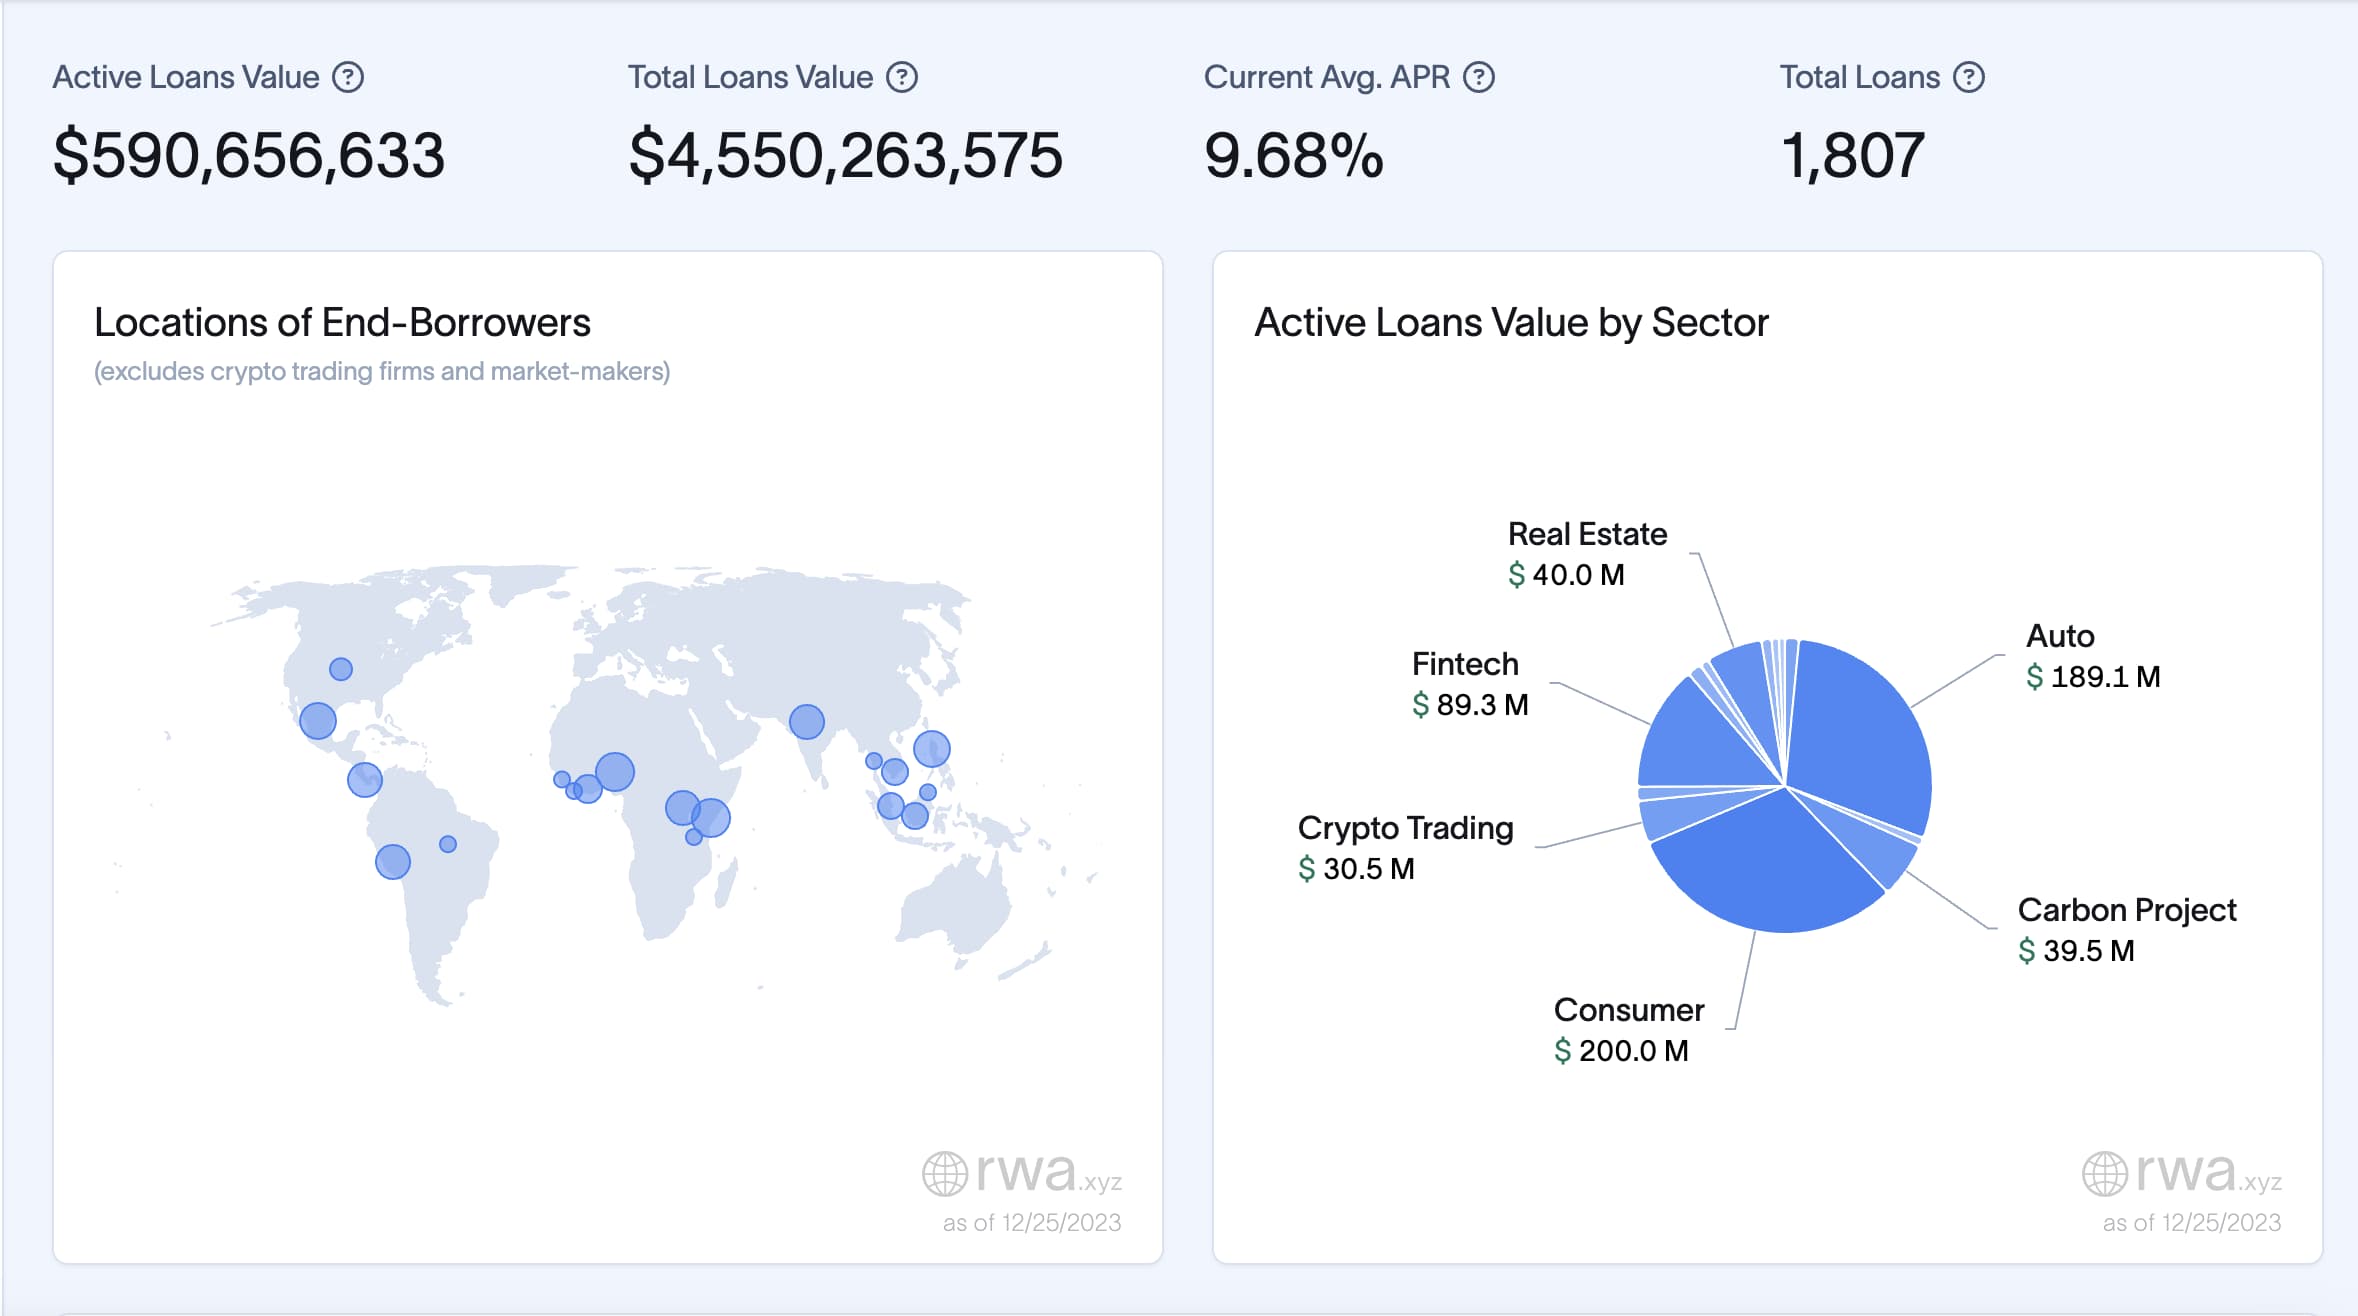 Active Loans Value ?
$590,656,633
Total Loans Value ?
$4,550,263,575
Current Avg. APR ?
9.68%
Total Loans ?
1,807
Locations of End-Borrowers
(excludes crypto trading firms and market-makers)
rwa.xyz
as of 12/25/2023
Active Loans Value by Sector
Real Estate
$ 40.0 M
Auto
$ 189.1 M
Fintech
$ 89.3 M
Crypto Trading
$ 30.5 M
Carbon Project
$ 39.5 M
Consumer
$ 200.0 M
rwa.xyz
as of 12/25/2023